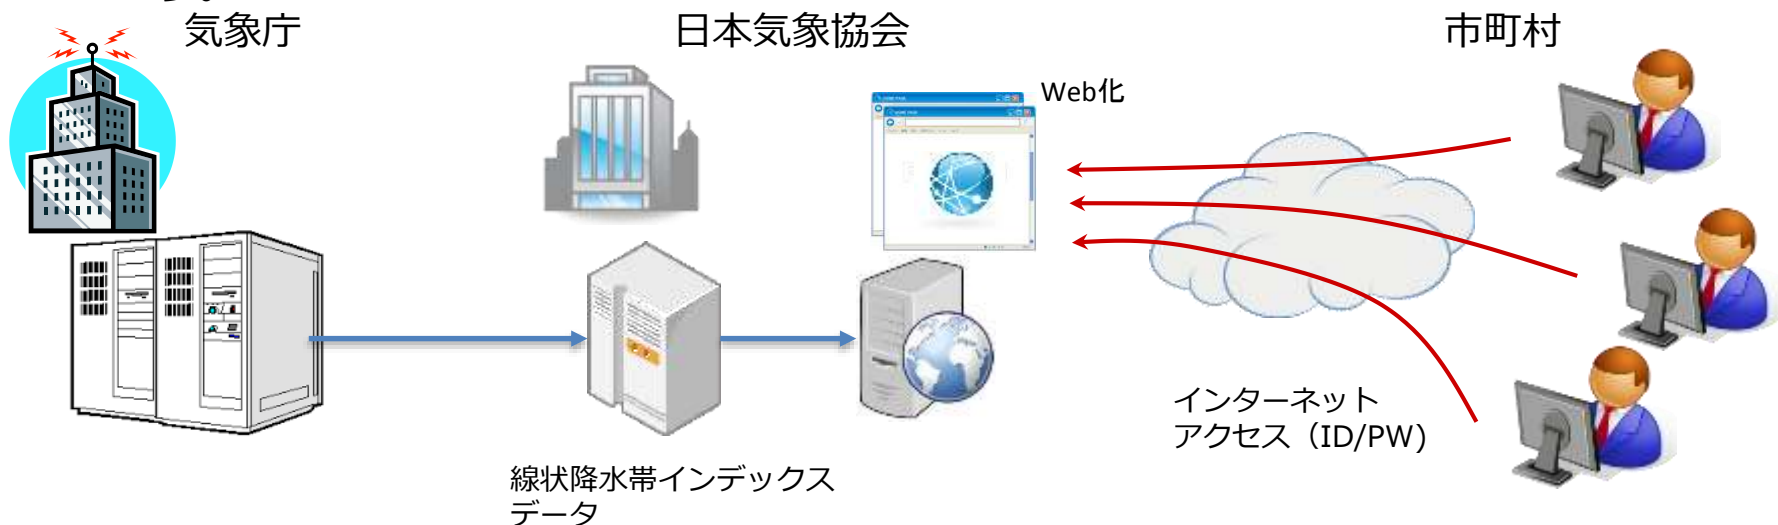 す。
気象庁
日本気象協会
市町村
Web化
インターネット
アクセス（ID/PW)
線状降水帯インデックス
データ